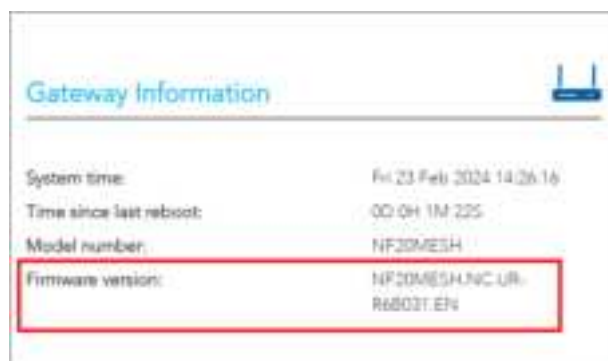 Gateway Information
System time: Fri 23 Feb 2024 14:26:16
Time since last reboot: 0D 0H 1M 22S
Model number: NF20MESH
Firmware version: NF20MESH.NC.UR-
R6B031.EN